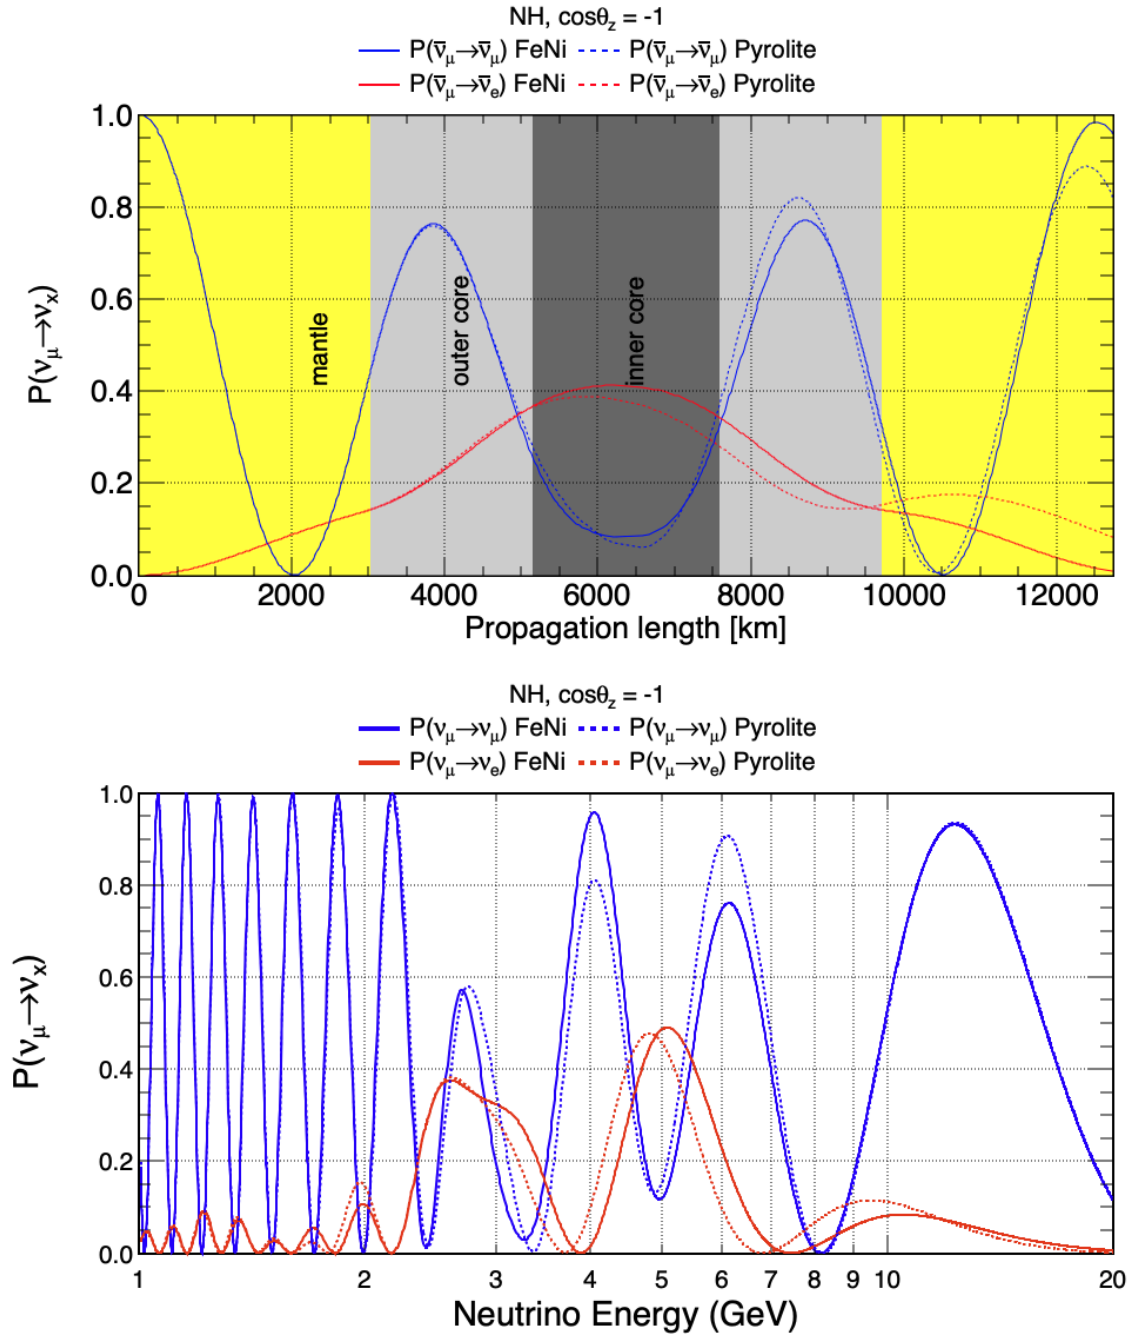 NH, cosθz = -1
P(ν̄μ→ν̄μ) FeNi P(ν̄μ→ν̄μ) Pyrolite
P(ν̄μ→ν̄e) FeNi P(ν̄μ→ν̄e) Pyrolite
P(νμ→νx)
1.0
0.8
0.6
0.4
0.2
0.0
mantle
outer core
inner core
0 2000 4000 6000 8000 10000 12000
Propagation length [km]
NH, cosθz = -1
P(νμ→νμ) FeNi P(νμ→νμ) Pyrolite
P(νμ→νe) FeNi P(νμ→νe) Pyrolite
P(νμ→νx)
1.0
0.8
0.6
0.4
0.2
0.0
1 2 3 4 5 6 7 8 9 10 20
Neutrino Energy (GeV)